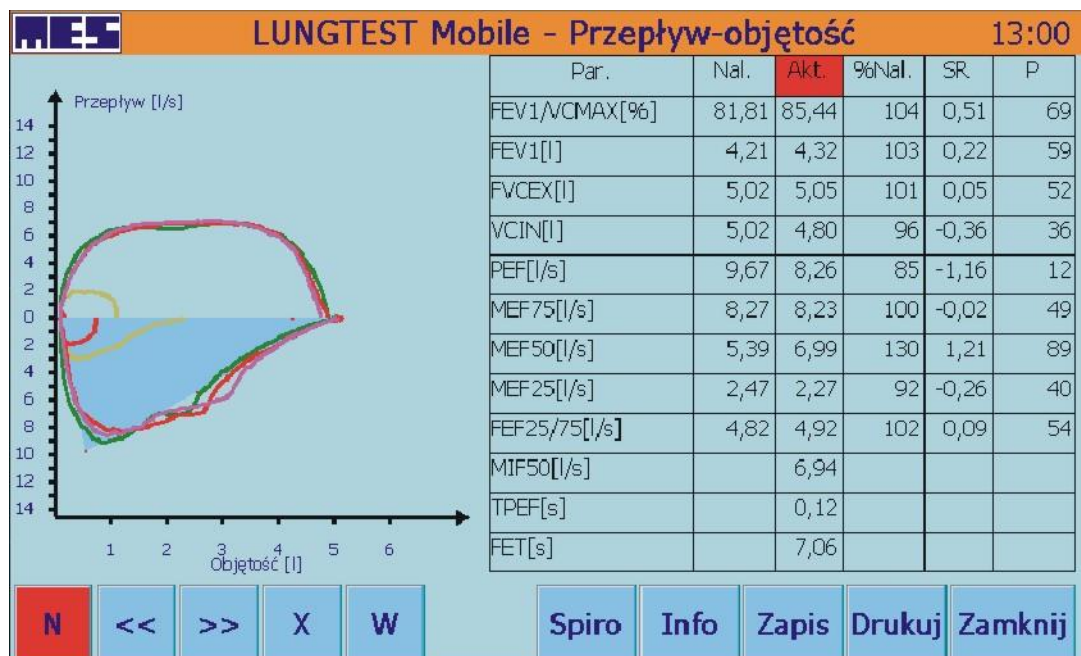 MES LUNGTEST Mobile - Przepływ-objętość 13:00
Par. Nal. Akt. %Nal. SR P
FEV1/VCMAX[%] 81,81 85,44 104 0,51 69
FEV1[l] 4,21 4,32 103 0,22 59
FVCEX[l] 5,02 5,05 101 0,05 52
VCIN[l] 5,02 4,80 96 -0,36 36
PEF[l/s] 9,67 8,26 85 -1,16 12
MEF75[l/s] 8,27 8,23 100 -0,02 49
MEF50[l/s] 5,39 6,99 130 1,21 89
MEF25[l/s] 2,47 2,27 92 -0,26 40
FEF25/75[l/s] 4,82 4,92 102 0,09 54
MIF50[l/s] 6,94
TPEF[s] 0,12
FET[s] 7,06
Przepływ [l/s]
14
12
10
8
6
4
2
0
2
4
6
8
10
12
14
1 2 3 4 5 6
Objętość [l]
N << >> X W Spiro Info Zapis Drukuj Zamknij